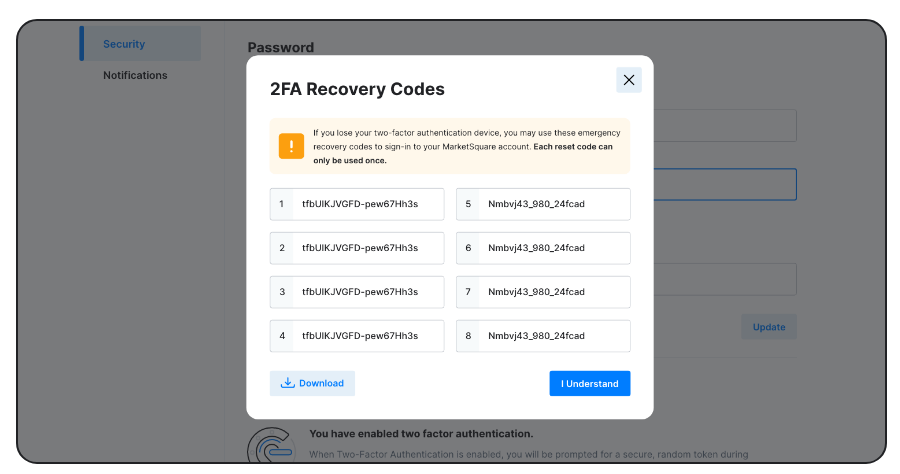 Security
Notifications
Password
2FA Recovery Codes
If you lose your two-factor authentication device, you may use these emergency
recovery codes to sign-in to your MarketSquare account. Each reset code can
only be used once.
1 tfbUIKJVGFD-pew67Hh3s
5 Nmbvj43_980_24fcad
2 tfbUIKJVGFD-pew67Hh3s
6 Nmbvj43_980_24fcad
3 tfbUIKJVGFD-pew67Hh3s
7 Nmbvj43_980_24fcad
4 tfbUIKJVGFD-pew67Hh3s
8 Nmbvj43_980_24fcad
Update
Download
I Understand
You have enabled two factor authentication.
When Two-Factor Authentication is enabled, you will be prompted for a secure, random token during